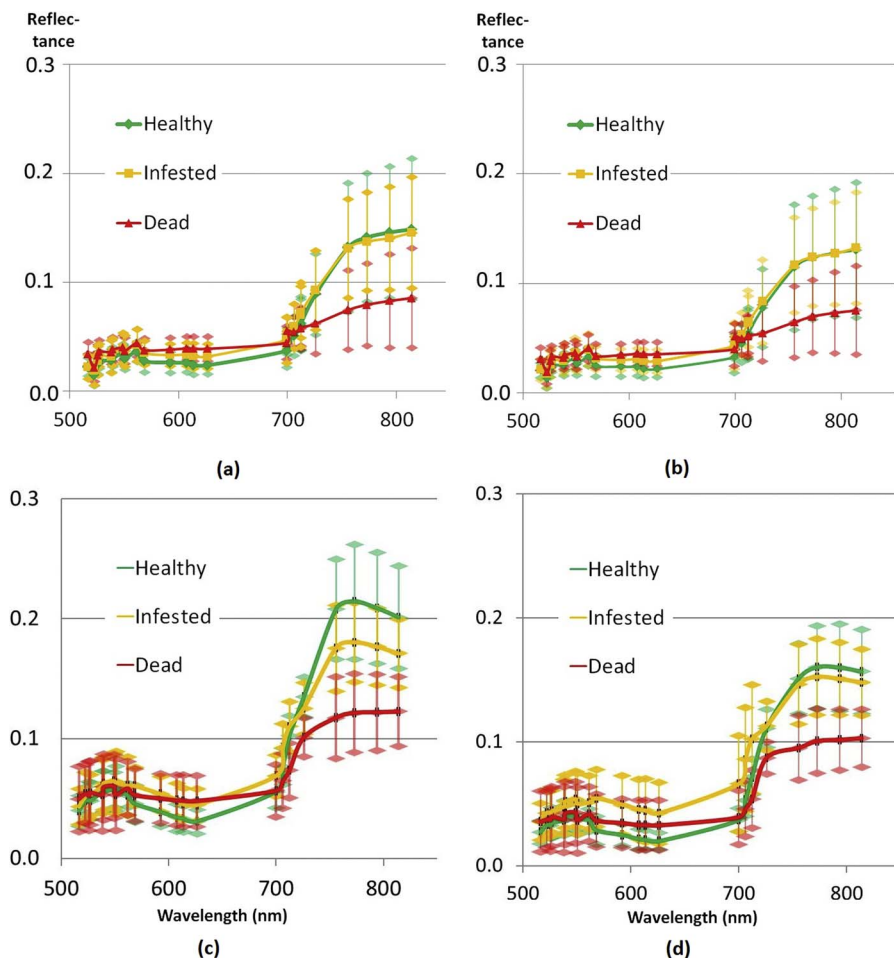 Reflec-
tance
0.3
0.2
0.1
0.0
Healthy
Infested
Dead
500 600 700 800
(a)
Reflec-
tance
0.3
0.2
0.1
0.0
Healthy
Infested
Dead
500 600 700 800
(b)
0.3
0.2
0.1
0.0
Healthy
Infested
Dead
500 600 700 800
Wavelength (nm)
(c)
0.3
0.2
0.1
0.0
Healthy
Infested
Dead
500 600 700 800
Wavelength (nm)
(d)